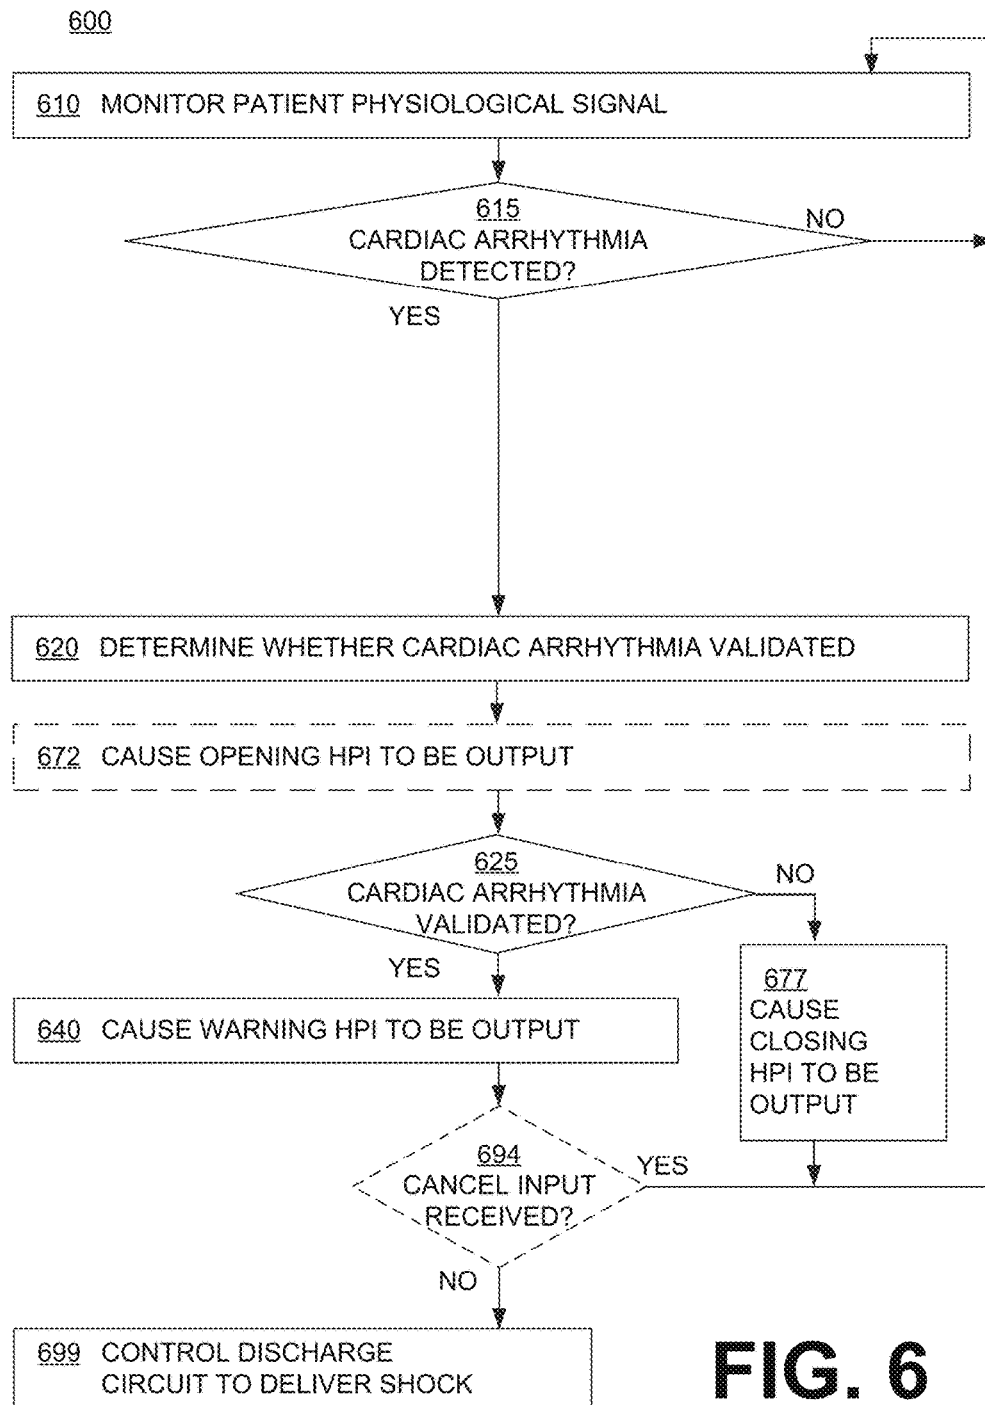 600
610 MONITOR PATIENT PHYSIOLOGICAL SIGNAL
615
CARDIAC ARRHYTHMIA
DETECTED?
NO
YES
620 DETERMINE WHETHER CARDIAC ARRHYTHMIA VALIDATED
672 CAUSE OPENING HPI TO BE OUTPUT
625
CARDIAC ARRHYTHMIA
VALIDATED?
NO
YES
677
CAUSE
CLOSING
HPI TO BE
OUTPUT
640 CAUSE WARNING HPI TO BE OUTPUT
694
CANCEL INPUT
RECEIVED?
YES
NO
699 CONTROL DISCHARGE
CIRCUIT TO DELIVER SHOCK
FIG. 6